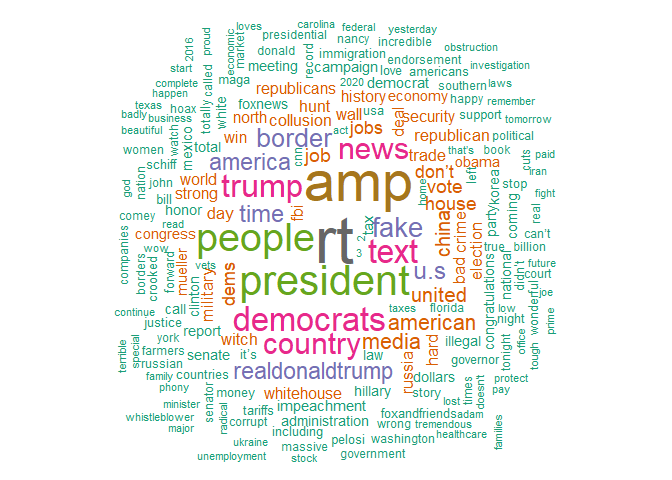 carolina
federal
yesterday
loves
presidential
nancy
incredible
obstruction
2016
proud
economic
market
donald
record
immigration
endorsement
investigation
start
called
maga
meeting
campaign
love
americans
complete
happen
republicans
2020
democrat
southern
laws
texas
hoax
totally
white
foxnews
hunt
history
economy
happy
remember
badly
business
north
collusion
wall
usa
deal
security
support
tomorrow
beautiful
watch
mexico
total
win
border
act
jobs
republican
political
women
cnn
news
that's
book
cuts
paid
schiff
america
job
trade
obama
left
iran
god
nation
john
world
trump
amp
don't
vote
korea
stop
fight
bill
strong
home
house
party
coming
real
comey
honor
day
time
fbi
tax
fake
china
crime
election
can't
read
congress
people
rt
2
3
text
bad
true
billion
companies
wow
mueller
president
u.s
congratulations
national
didn't
future
court
borders
crooked
forward
vets
clinton
military
dems
united
wonderful
joe
continue
call
democrats
taxes
florida
low
night
prime
justice
report
witch
country
media
american
hard
illegal
tonight
office
york
terrible
special
farmers
senate
it's
law
russia
governor
tough
russian
family
countries
realdonaldtrump
dollars
doesn't
protect
phony
money
whitehouse
hillary
story
lost
times
pay
minister
senator
radical
tariffs
impeachment
foxandfriends
adam
whistleblower
corrupt
administration
wrong
tremendous
families
major
including
pelosi
washington
healthcare
ukraine
massive
government
unemployment
stock